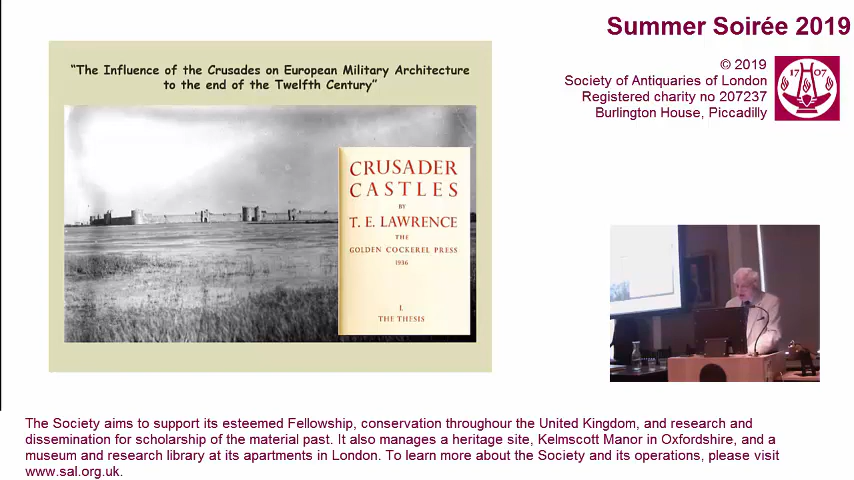 Summer Soirée 2019
© 2019
Society of Antiquaries of London
Registered charity no 207237
Burlington House, Piccadilly
1707
"The Influence of the Crusades on European Military Architecture
to the end of the Twelfth Century"
CRUSADER
CASTLES
BY
T. E. LAWRENCE
THE
GOLDEN COCKEREL PRESS
1936
I.
THE THESIS
The Society aims to support its esteemed Fellowship, conservation throughour the United Kingdom, and research and
dissemination for scholarship of the material past. It also manages a heritage site, Kelmscott Manor in Oxfordshire, and a
museum and research library at its apartments in London. To learn more about the Society and its operations, please visit
www.sal.org.uk.